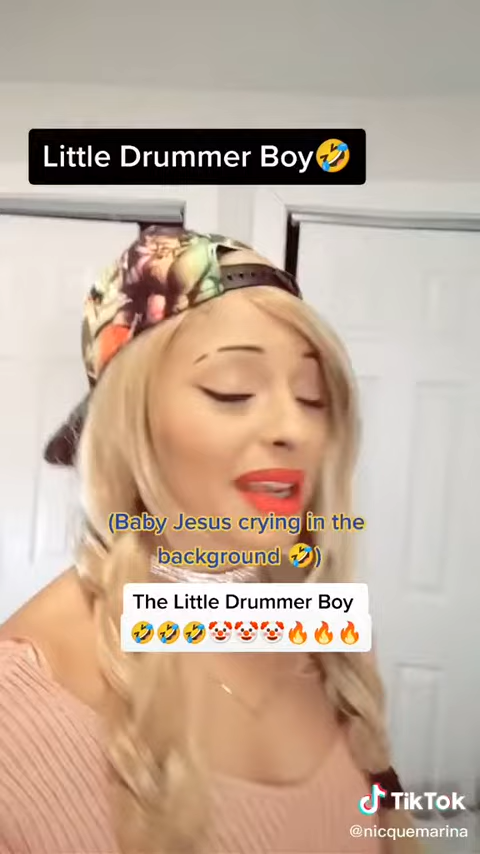 Little Drummer Boy🤣
(Baby Jesus crying in the
background 🤣)
The Little Drummer Boy
🤣🤣🤣🤡🤡🤡🔥🔥🔥
TikTok
@nicquemarina